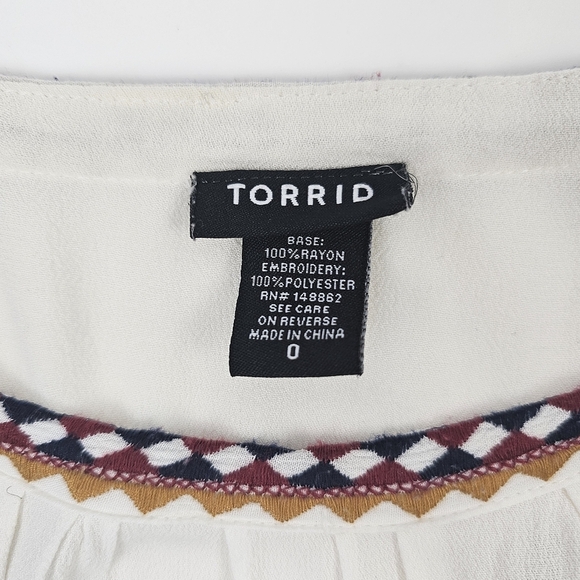 TORRID
BASE:
100%RAYON
EMBROIDERY:
100%POLYESTER
RN# 148862
SEE CARE
ON REVERSE
MADE IN CHINA
0